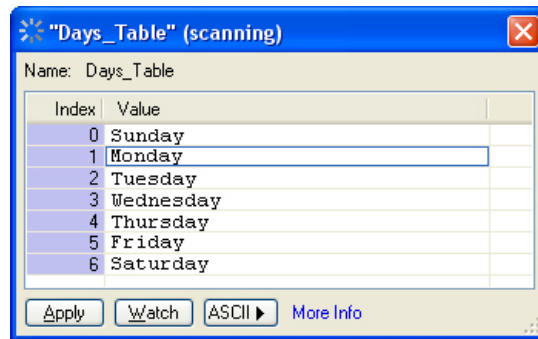 "Days_Table" (scanning)
Name: Days_Table
Index Value
0 Sunday
1 Monday
2 Tuesday
3 Wednesday
4 Thursday
5 Friday
6 Saturday
Apply Watch ASCII More Info